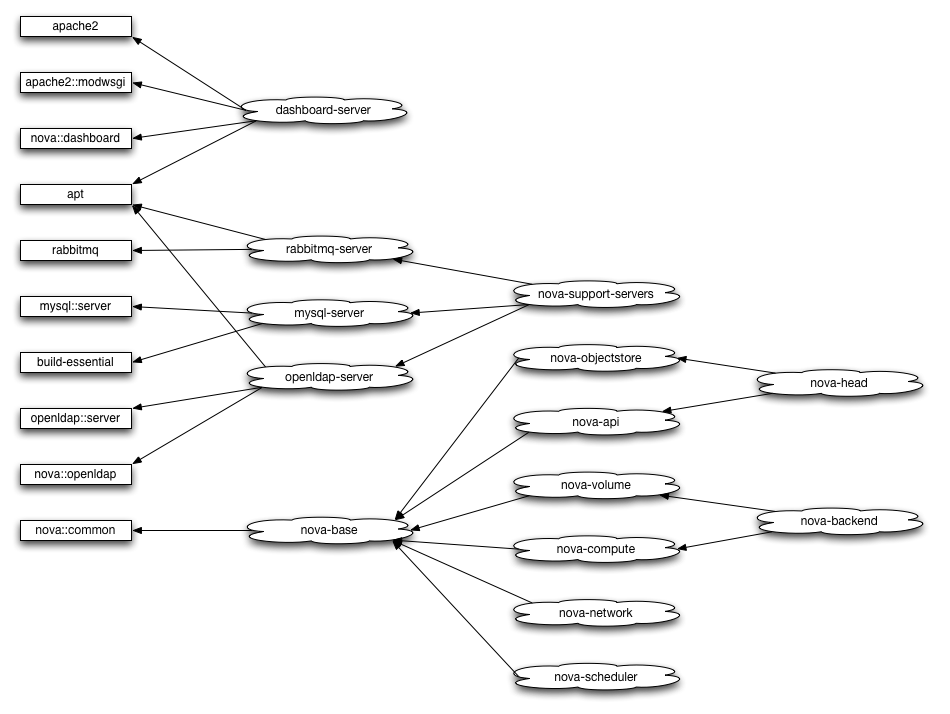 apache2
apache2::modwsgi
dashboard-server
nova::dashboard
apt
rabbitmq
rabbitmq-server
nova-support-servers
mysql::server
mysql-server
build-essential
nova-objectstore
openldap-server
nova-head
openldap::server
nova-api
nova::openldap
nova-volume
nova::common
nova-base
nova-backend
nova-compute
nova-network
nova-scheduler